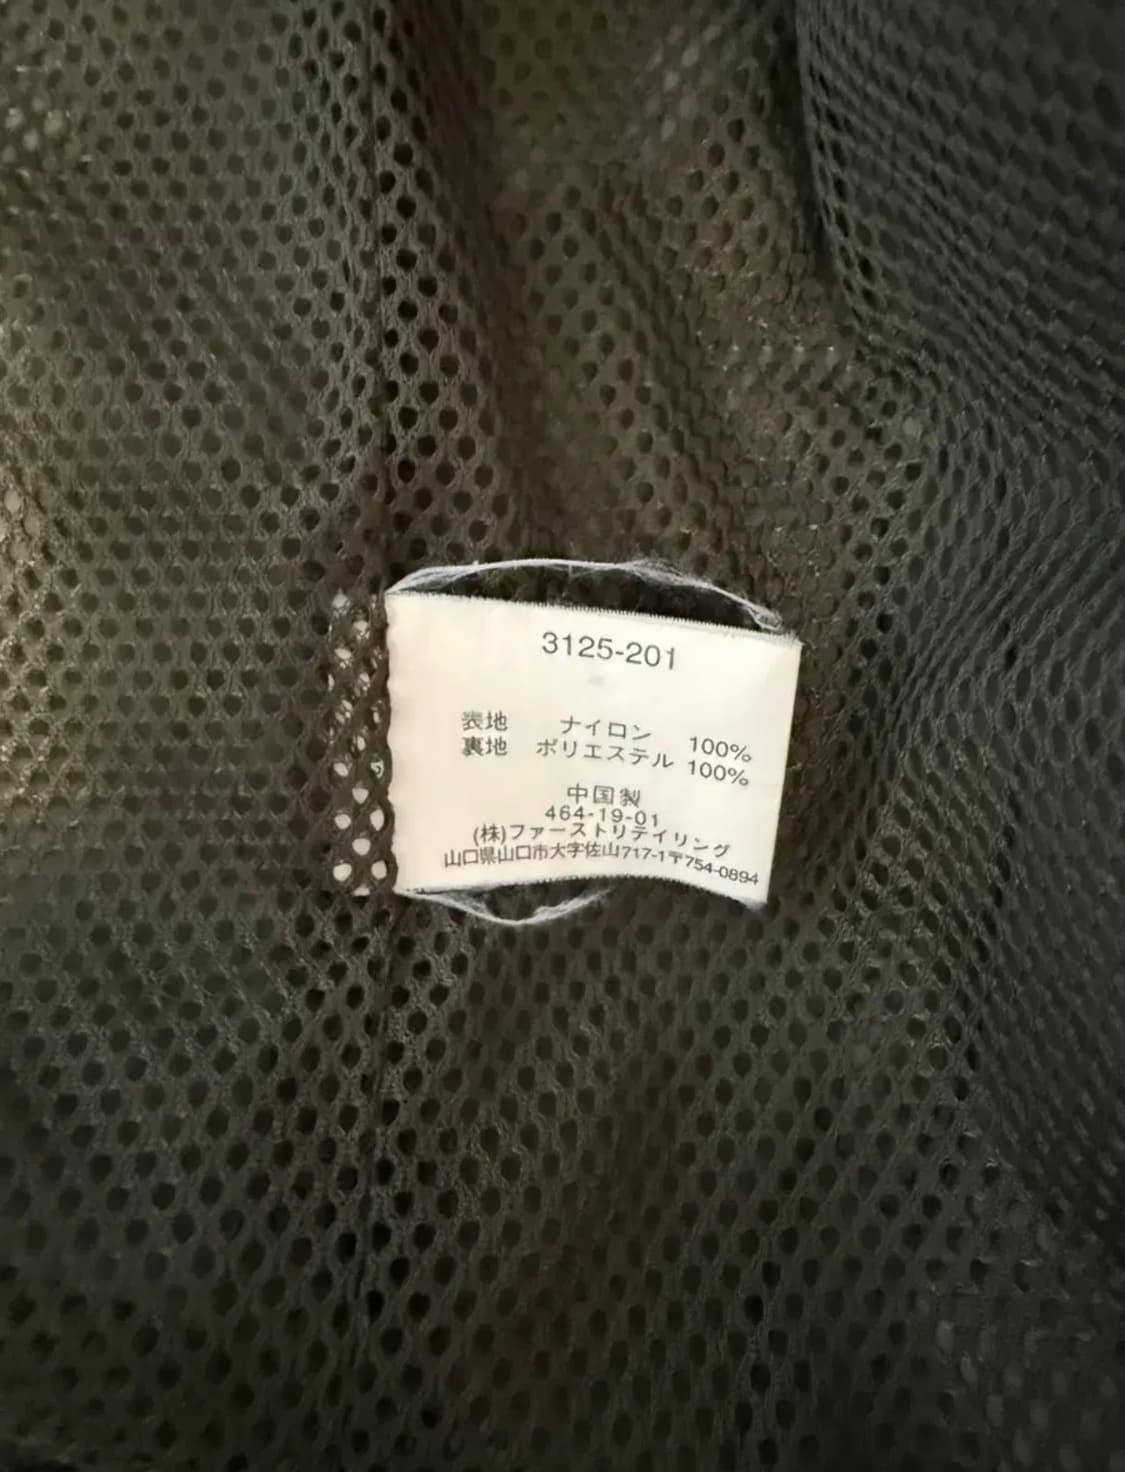 3125-201
表地 ナイロン 100%
裏地 ポリエステル 100%
中国製
464-19-01
(株)ファーストリテイリング
山口県山口市大字佐山717-1〒754-0894